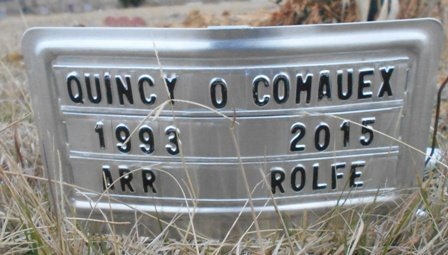 QUINCY O COMAUEX
1993 2015
ARR ROLFE